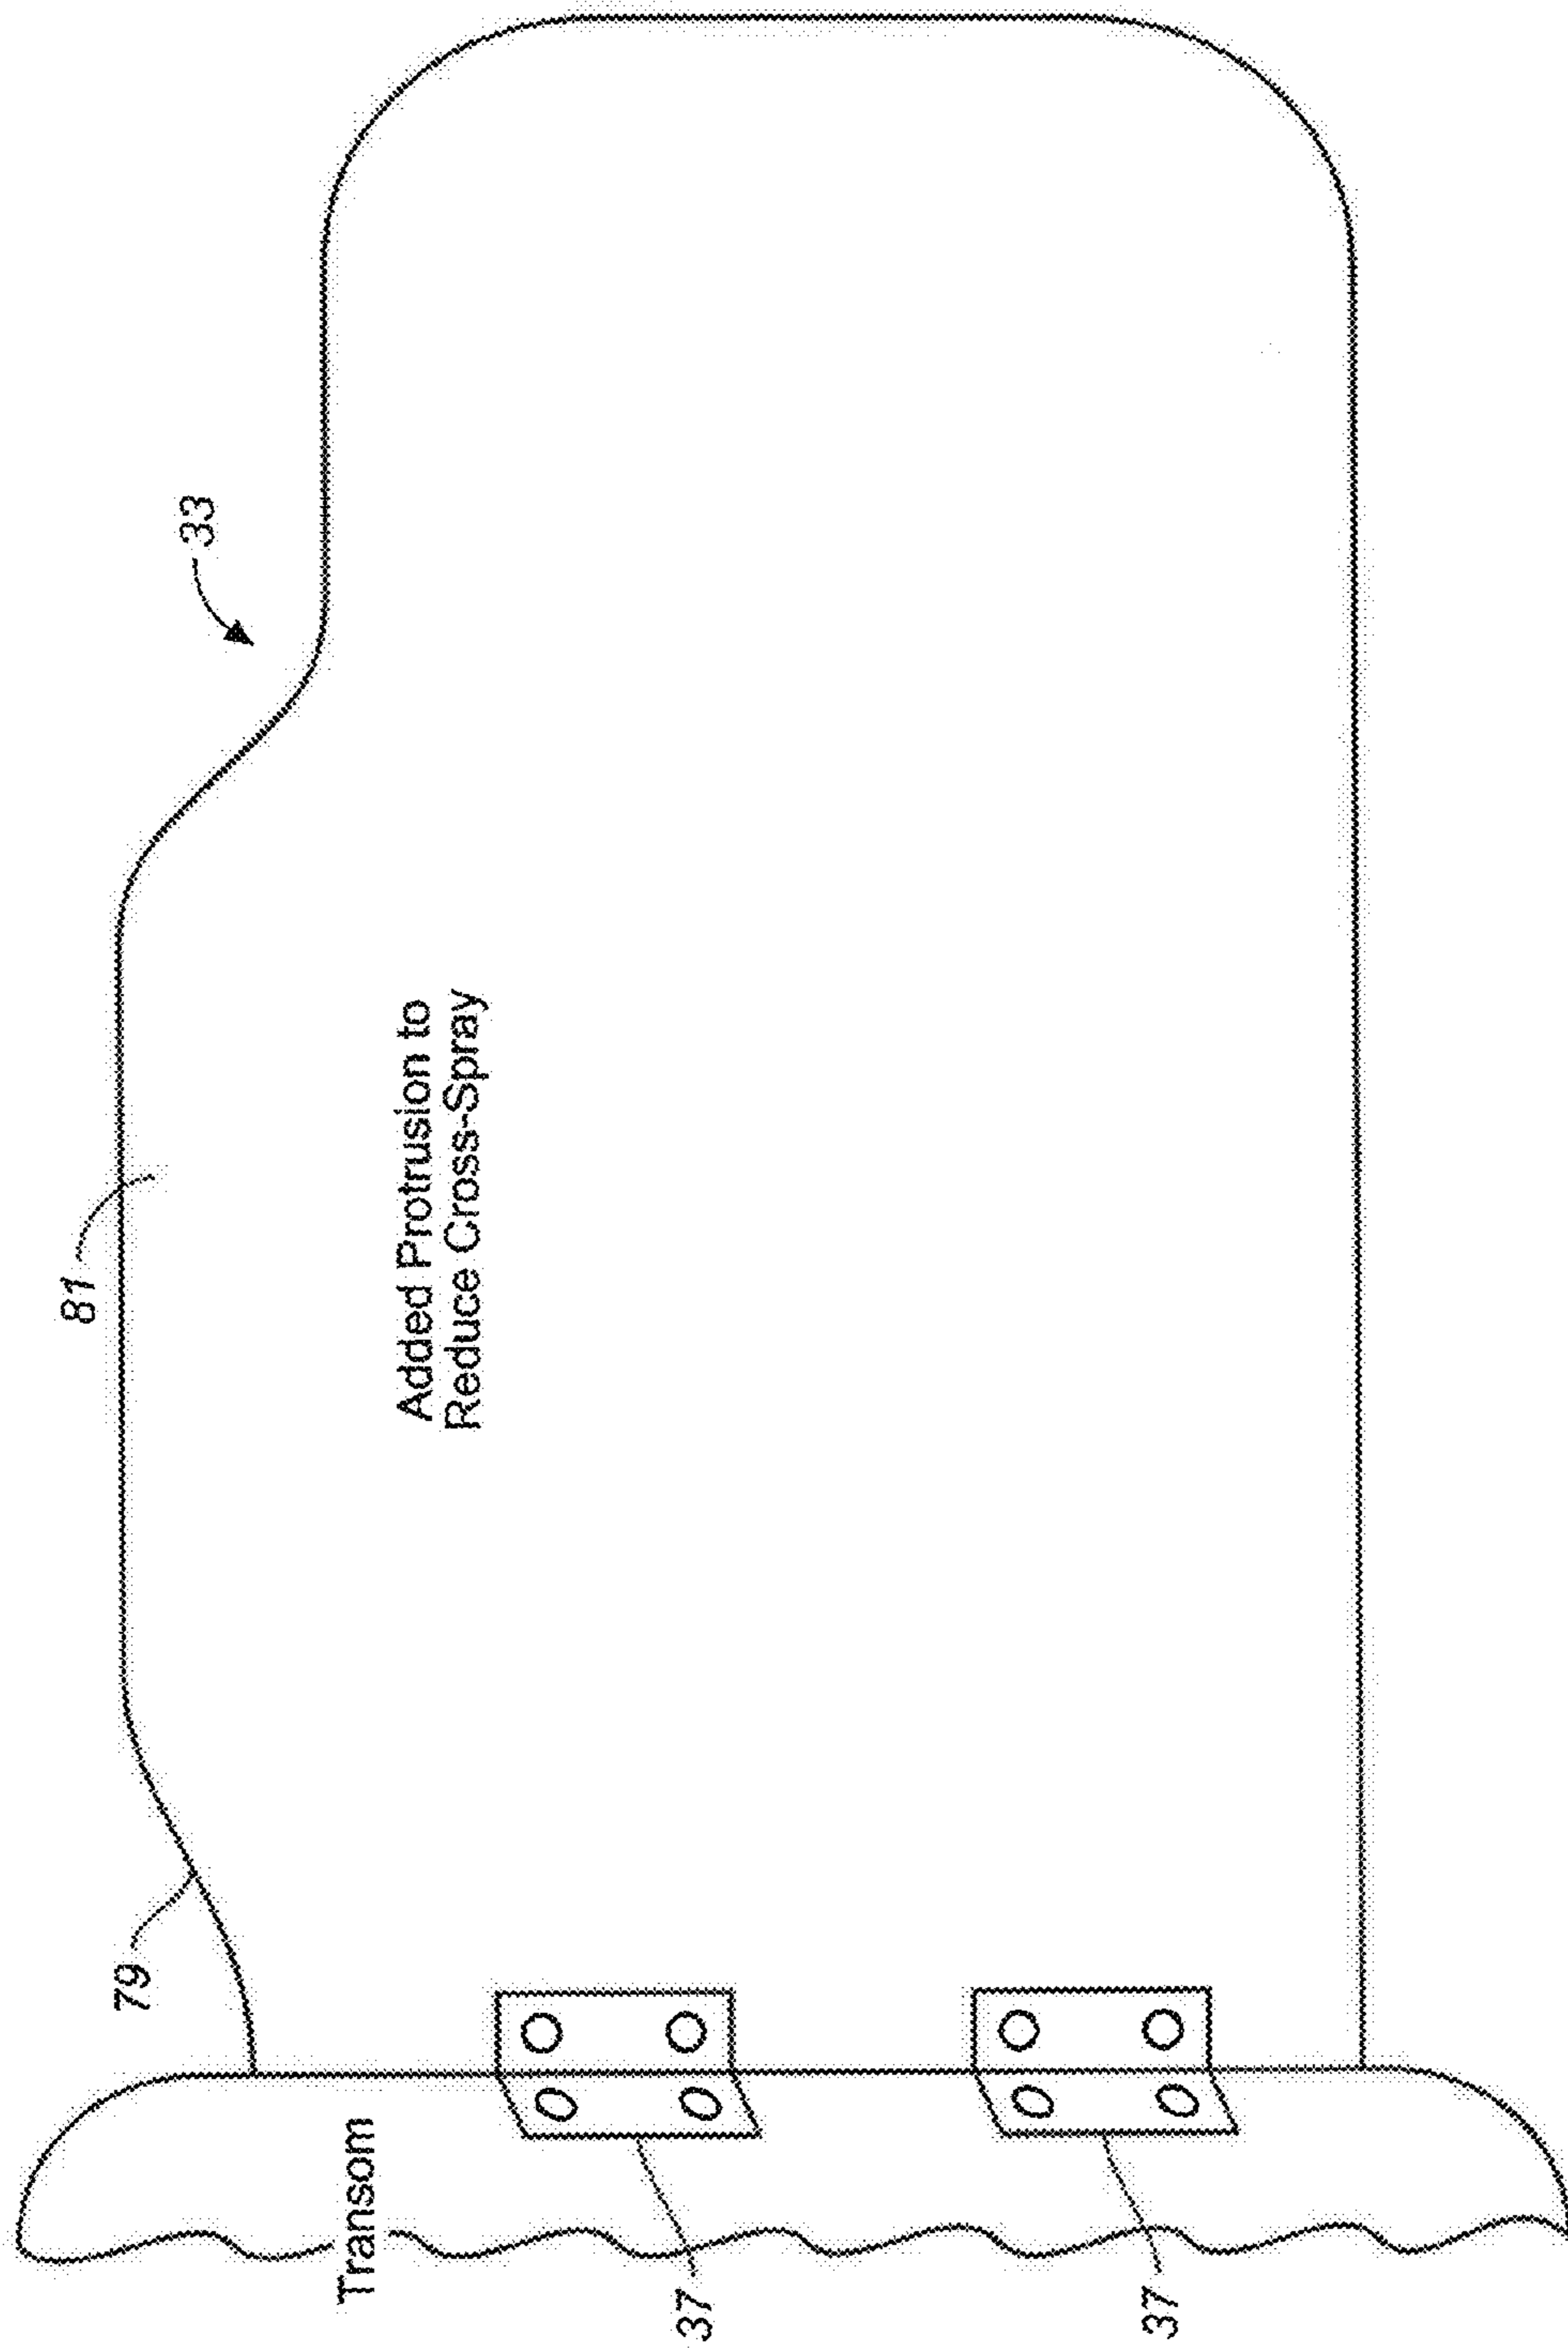 33
81
Added Protrusion to
Reduce Cross-Spray
79
Transom
37
37